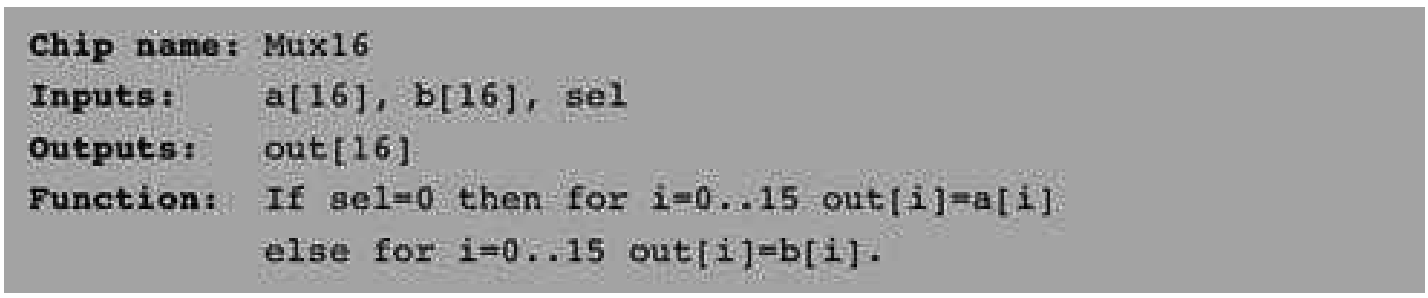 Chip name: Mux16
Inputs: a[16], b[16], sel
Outputs: out[16]
Function: If sel=0 then for i=0..15 out[i]=a[i]
else for i=0..15 out[i]=b[i].